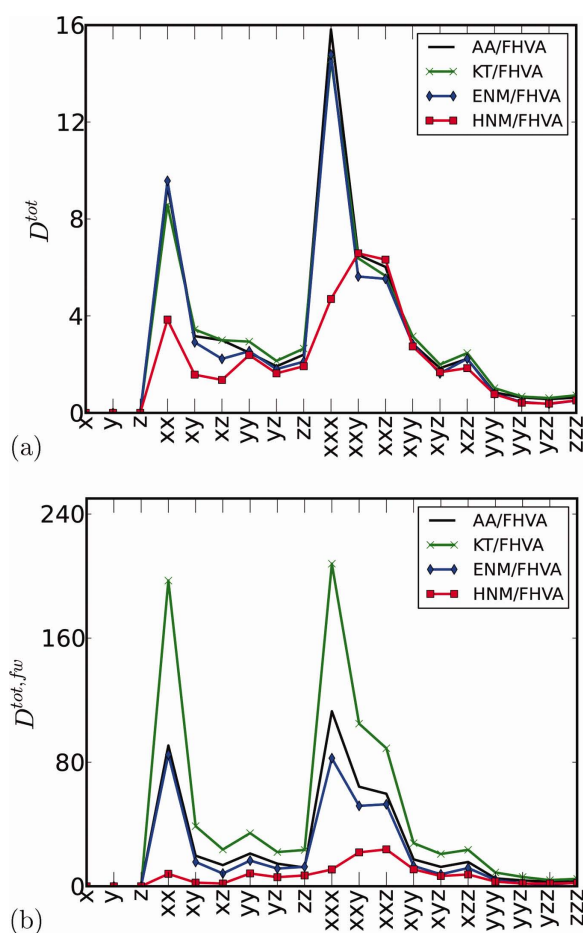 16
12
8
4
0
D^tot
AA/FHVA
KT/FHVA
ENM/FHVA
HNM/FHVA
x y z xx xy xz yy yz zz xxx xxy xxz xyy xyz xzz yyy yyz yzz zzz
(a)
240
160
80
0
D^tot,fw
AA/FHVA
KT/FHVA
ENM/FHVA
HNM/FHVA
x y z xx xy xz yy yz zz xxx xxy xxz xyy xyz xzz yyy yyz yzz zzz
(b)